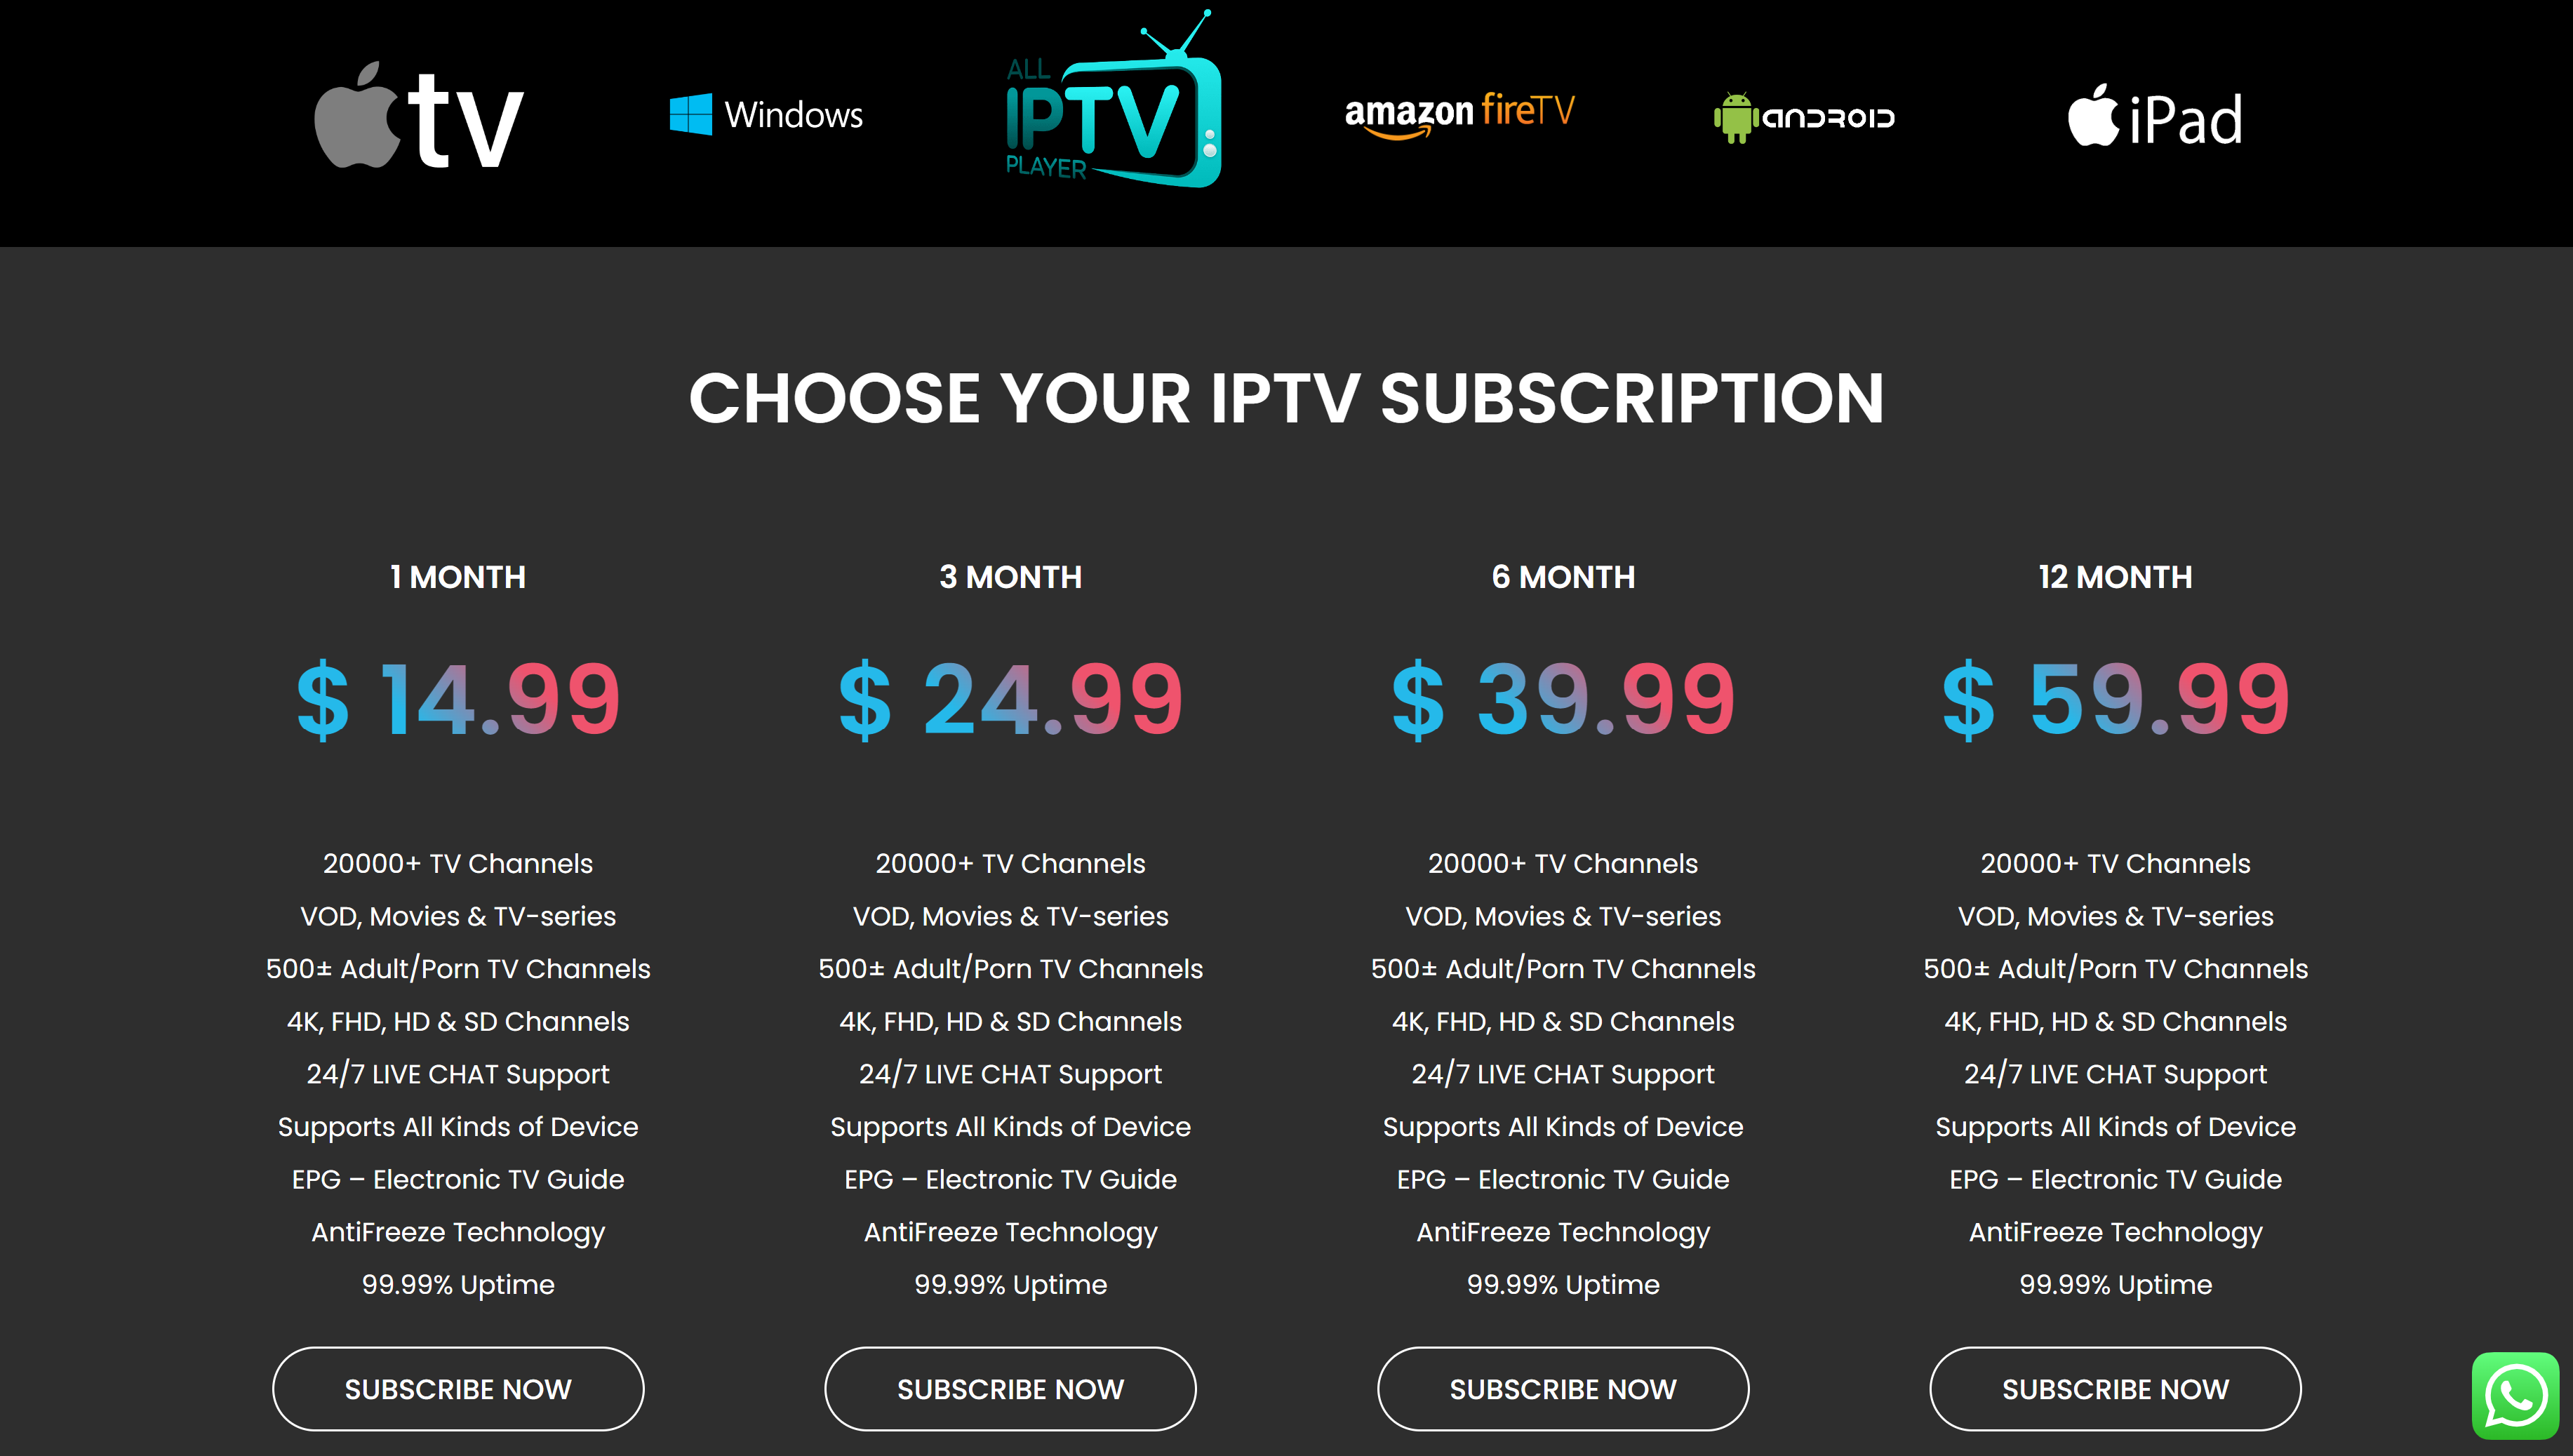 tv
Windows
ALL
IPTV
PLAYER
amazon fireTV
ANDROID
iPad
CHOOSE YOUR IPTV SUBSCRIPTION
1 MONTH
$ 14.99
20000+ TV Channels
VOD, Movies & TV-series
500± Adult/Porn TV Channels
4K, FHD, HD & SD Channels
24/7 LIVE CHAT Support
Supports All Kinds of Device
EPG – Electronic TV Guide
AntiFreeze Technology
99.99% Uptime
SUBSCRIBE NOW
3 MONTH
$ 24.99
20000+ TV Channels
VOD, Movies & TV-series
500± Adult/Porn TV Channels
4K, FHD, HD & SD Channels
24/7 LIVE CHAT Support
Supports All Kinds of Device
EPG – Electronic TV Guide
AntiFreeze Technology
99.99% Uptime
SUBSCRIBE NOW
6 MONTH
$ 39.99
20000+ TV Channels
VOD, Movies & TV-series
500± Adult/Porn TV Channels
4K, FHD, HD & SD Channels
24/7 LIVE CHAT Support
Supports All Kinds of Device
EPG – Electronic TV Guide
AntiFreeze Technology
99.99% Uptime
SUBSCRIBE NOW
12 MONTH
$ 59.99
20000+ TV Channels
VOD, Movies & TV-series
500± Adult/Porn TV Channels
4K, FHD, HD & SD Channels
24/7 LIVE CHAT Support
Supports All Kinds of Device
EPG – Electronic TV Guide
AntiFreeze Technology
99.99% Uptime
SUBSCRIBE NOW